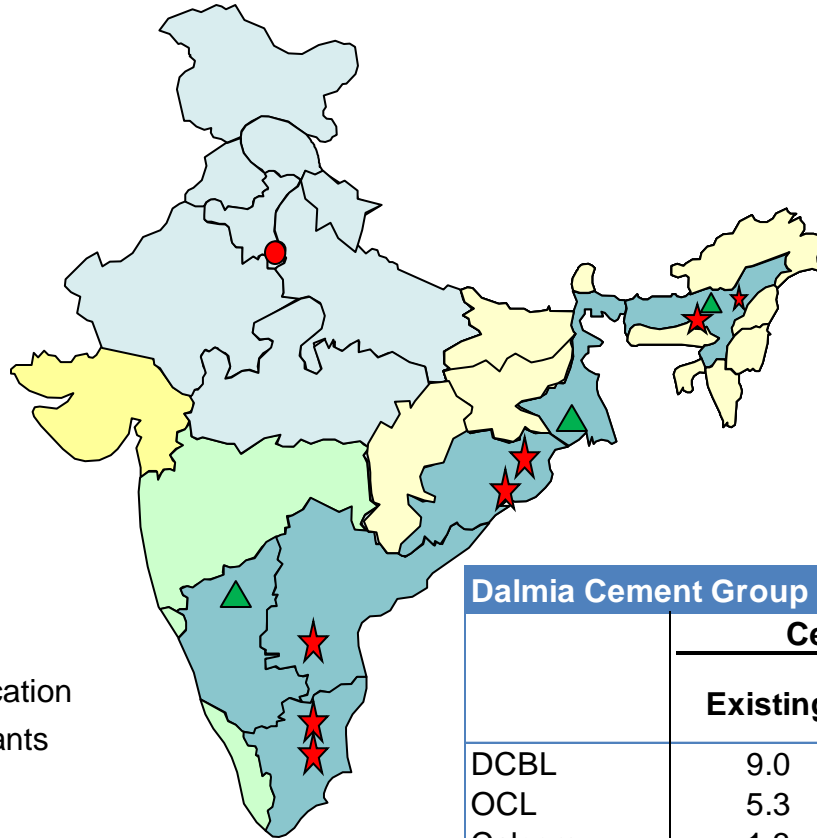 cation
ants
Dalmia Cement Group
Ce
Existing
DCBL 9.0
OCL 5.3